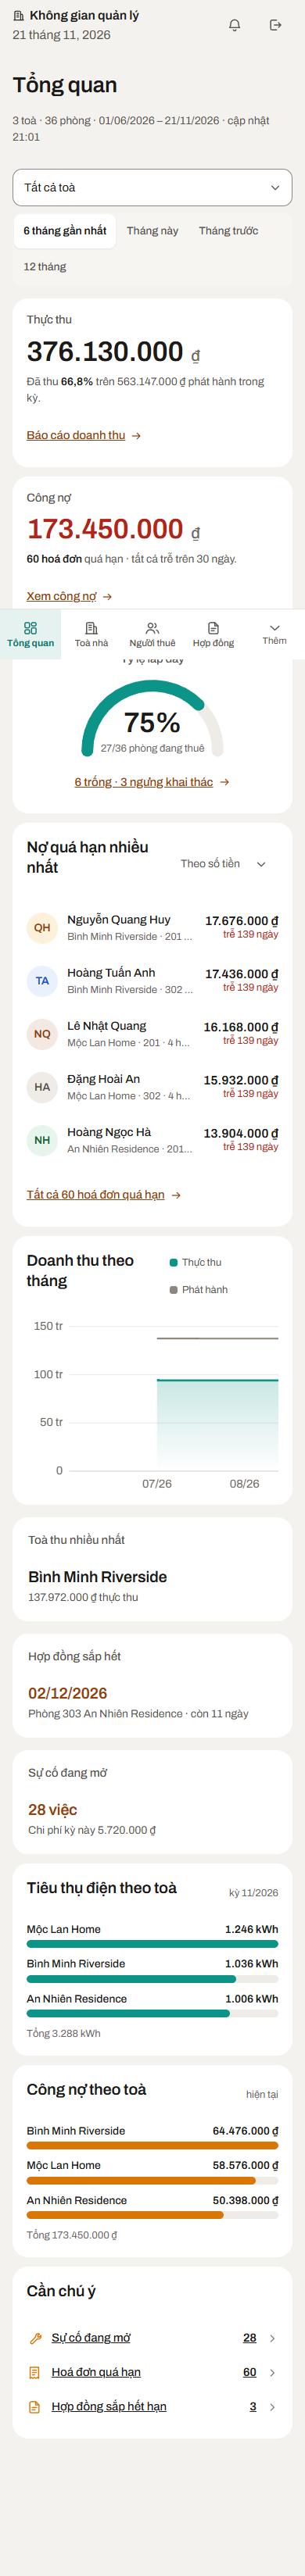 Không gian quản lý
21 tháng 11, 2026
Tổng quan
3 toà · 36 phòng · 01/06/2026 – 21/11/2026 · cập nhật
21:01
Tất cả toà
6 tháng gần nhất Tháng này Tháng trước
12 tháng
Thực thu
376.130.000 ₫
Đã thu 66,8% trên 563.147.000 ₫ phát hành trong
kỳ.
Báo cáo doanh thu →
Công nợ
173.450.000 ₫
60 hoá đơn quá hạn · tất cả trễ trên 30 ngày.
Xem công nợ →
Tổng quan Toà nhà Người thuê Hợp đồng Thêm
Tỷ lệ lấp đầy
75%
27/36 phòng đang thuê
6 trống · 3 ngưng khai thác →
Nợ quá hạn nhiều
nhất
Theo số tiền
QH Nguyễn Quang Huy 17.676.000 ₫
Bình Minh Riverside · 201 ... trễ 139 ngày
TA Hoàng Tuấn Anh 17.436.000 ₫
Bình Minh Riverside · 302 ... trễ 139 ngày
NQ Lê Nhật Quang 16.168.000 ₫
Mộc Lan Home · 201 · 4 h... trễ 139 ngày
HA Đặng Hoài An 15.932.000 ₫
Mộc Lan Home · 302 · 4 h... trễ 139 ngày
NH Hoàng Ngọc Hà 13.904.000 ₫
An Nhiên Residence · 201... trễ 139 ngày
Tất cả 60 hoá đơn quá hạn →
Doanh thu theo
tháng
Thực thu
Phát hành
150 tr
100 tr
50 tr
0
07/26 08/26
Toà thu nhiều nhất
Bình Minh Riverside
137.972.000 ₫ thực thu
Hợp đồng sắp hết
02/12/2026
Phòng 303 An Nhiên Residence · còn 11 ngày
Sự cố đang mở
28 việc
Chi phí kỳ này 5.720.000 ₫
Tiêu thụ điện theo toà kỳ 11/2026
Mộc Lan Home 1.246 kWh
Bình Minh Riverside 1.036 kWh
An Nhiên Residence 1.006 kWh
Tổng 3.288 kWh
Công nợ theo toà hiện tại
Bình Minh Riverside 64.476.000 ₫
Mộc Lan Home 58.576.000 ₫
An Nhiên Residence 50.398.000 ₫
Tổng 173.450.000 ₫
Cần chú ý
Sự cố đang mở 28
Hoá đơn quá hạn 60
Hợp đồng sắp hết hạn 3